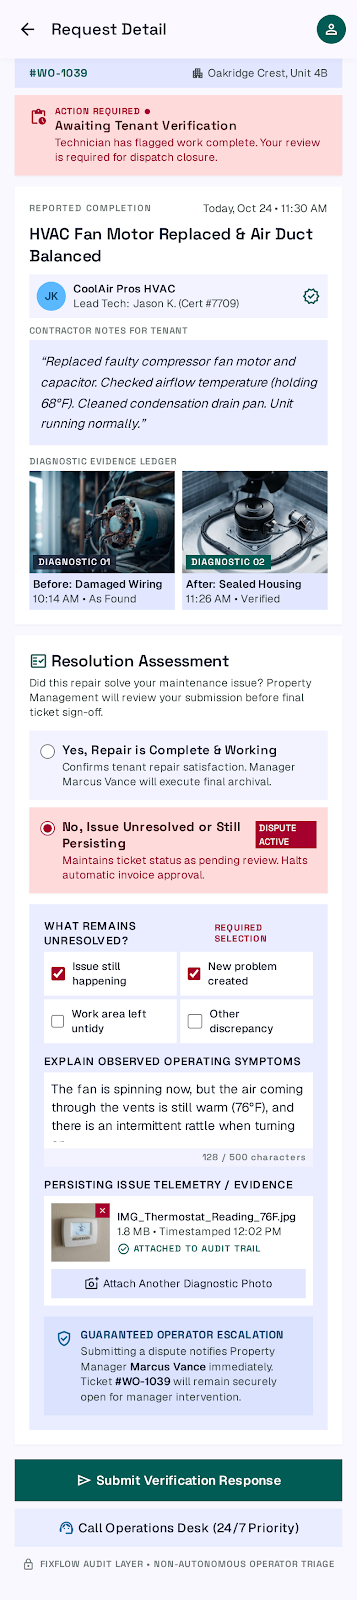 Request Detail
#WO-1039
Oakridge Crest, Unit 4B
ACTION REQUIRED
Awaiting Tenant Verification
Technician has flagged work complete. Your review
is required for dispatch closure.
REPORTED COMPLETION
Today, Oct 24 • 11:30 AM
HVAC Fan Motor Replaced & Air Duct
Balanced
JK
CoolAir Pros HVAC
Lead Tech: Jason K. (Cert #7709)
CONTRACTOR NOTES FOR TENANT
“Replaced faulty compressor fan motor and
capacitor. Checked airflow temperature (holding
68°F). Cleaned condensation drain pan. Unit
running normally.”
DIAGNOSTIC EVIDENCE LEDGER
DIAGNOSTIC 01
DIAGNOSTIC 02
Before: Damaged Wiring
10:14 AM • As Found
After: Sealed Housing
11:26 AM • Verified
Resolution Assessment
Did this repair solve your maintenance issue? Property
Management will review your submission before final
ticket sign-off.
Yes, Repair is Complete & Working
Confirms tenant repair satisfaction. Manager
Marcus Vance will execute final archival.
No, Issue Unresolved or Still
Persisting
DISPUTE
ACTIVE
Maintains ticket status as pending review. Halts
automatic invoice approval.
WHAT REMAINS
UNRESOLVED?
REQUIRED
SELECTION
Issue still
happening
New problem
created
Work area left
untidy
Other
discrepancy
EXPLAIN OBSERVED OPERATING SYMPTOMS
The fan is spinning now, but the air coming
through the vents is still warm (76°F), and
there is an intermittent rattle when turning
128 / 500 characters
PERSISTING ISSUE TELEMETRY / EVIDENCE
IMG_Thermostat_Reading_76F.jpg
1.8 MB • Timestamped 12:02 PM
ATTACHED TO AUDIT TRAIL
Attach Another Diagnostic Photo
GUARANTEED OPERATOR ESCALATION
Submitting a dispute notifies Property
Manager Marcus Vance immediately.
Ticket #WO-1039 will remain securely
open for manager intervention.
Submit Verification Response
Call Operations Desk (24/7 Priority)
FIXFLOW AUDIT LAYER • NON-AUTONOMOUS OPERATOR TRIAGE